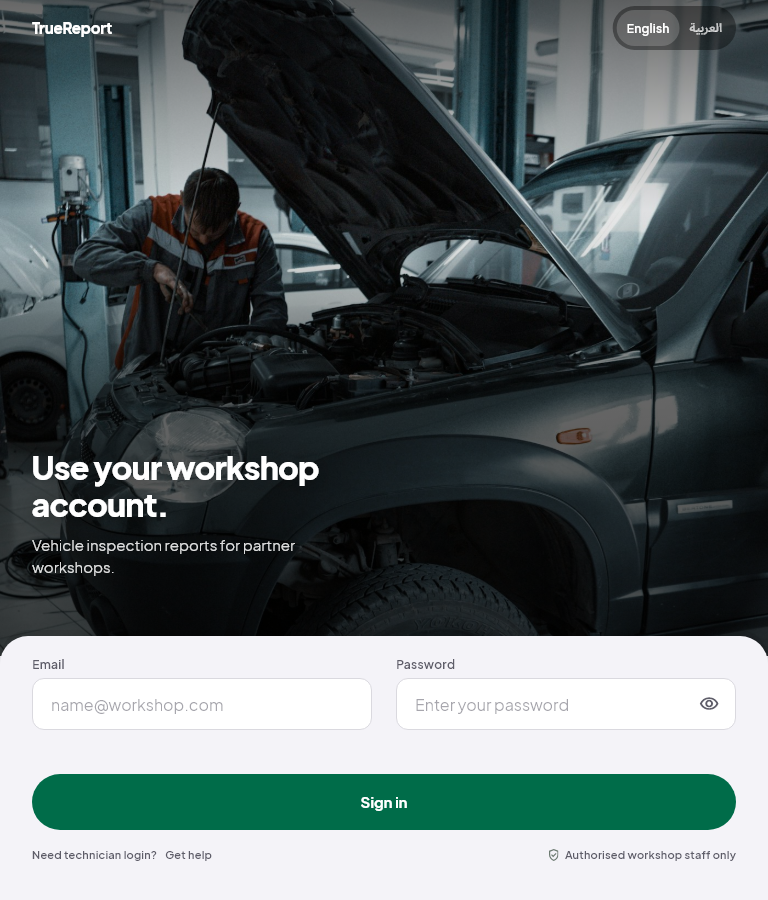 TrueReport
English
العربية
Use your workshop
account.
Vehicle inspection reports for partner
workshops.
Email
Password
name@workshop.com
Enter your password
Sign in
Need technician login? Get help
Authorised workshop staff only